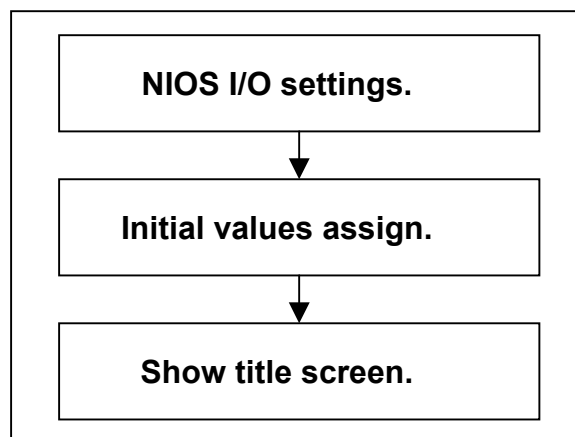 NIOS I/O settings.
Initial values assign.
Show title screen.